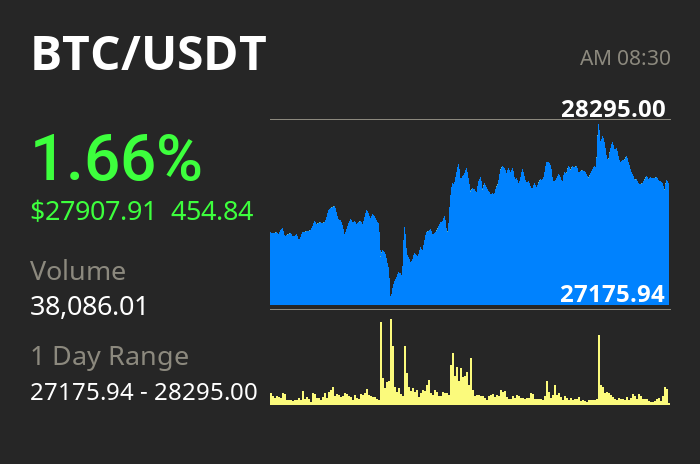 BTC/USDT
AM 08:30
28295.00
1.66%
$27907.91 454.84
Volume
38,086.01
27175.94
1 Day Range
27175.94 - 28295.00